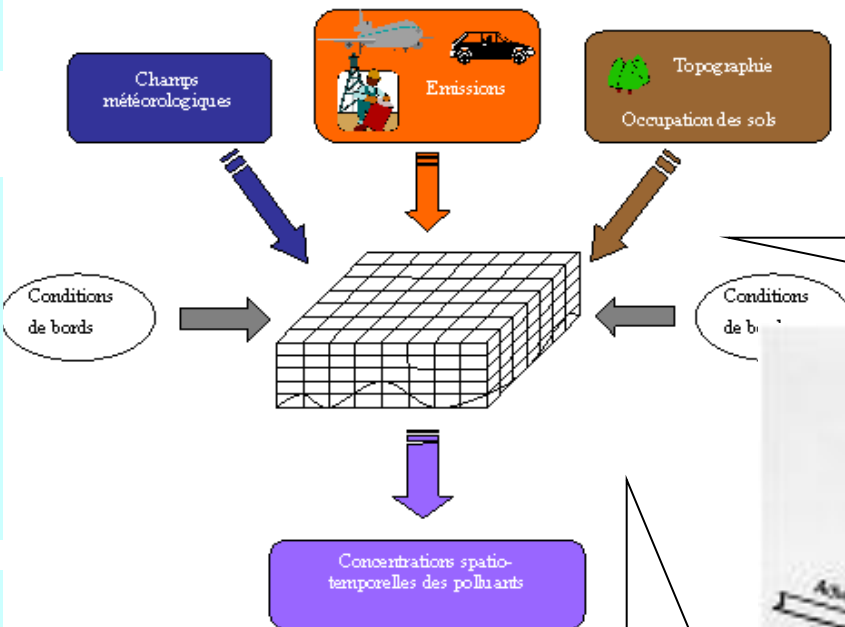 Champs
météorologiques
Emissions
Topographie
Occupation des sols
Conditions
de bords
Conditions
Concentrations spatio-
temporelles des polluants